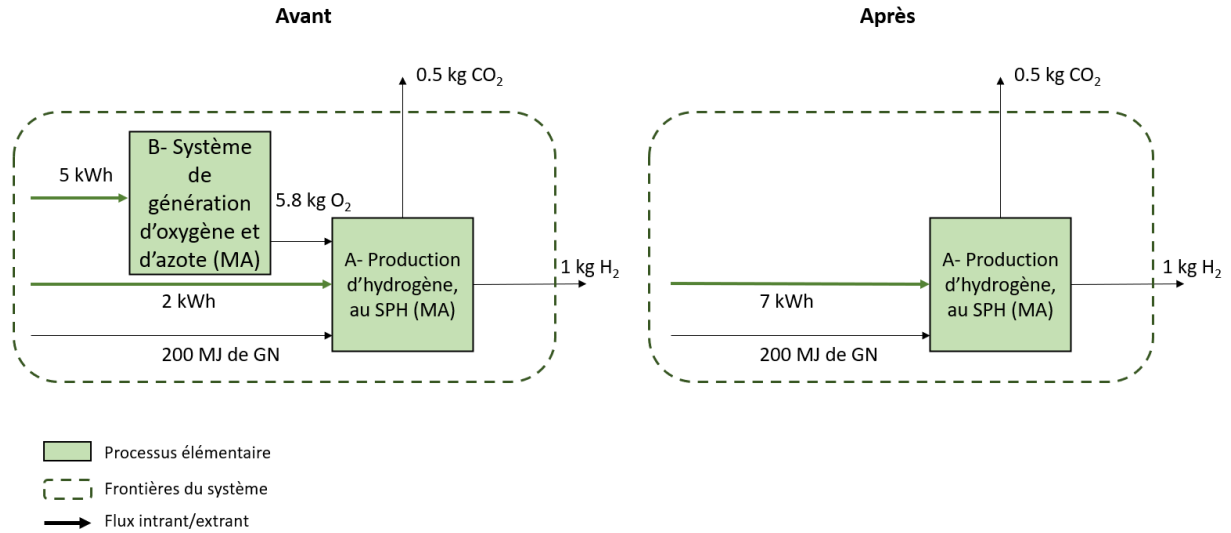 Avant
0.5 kg CO₂
B- Système
de
génération
d'oxygène et
d'azote (MA)
5 kWh
5.8 kg O₂
A- Production
d'hydrogène,
au SPH (MA)
1 kg H₂
2 kWh
200 MJ de GN
Après
0.5 kg CO₂
A- Production
d'hydrogène,
au SPH (MA)
1 kg H₂
7 kWh
200 MJ de GN
Processus élémentaire
Frontières du système
Flux intrant/extrant